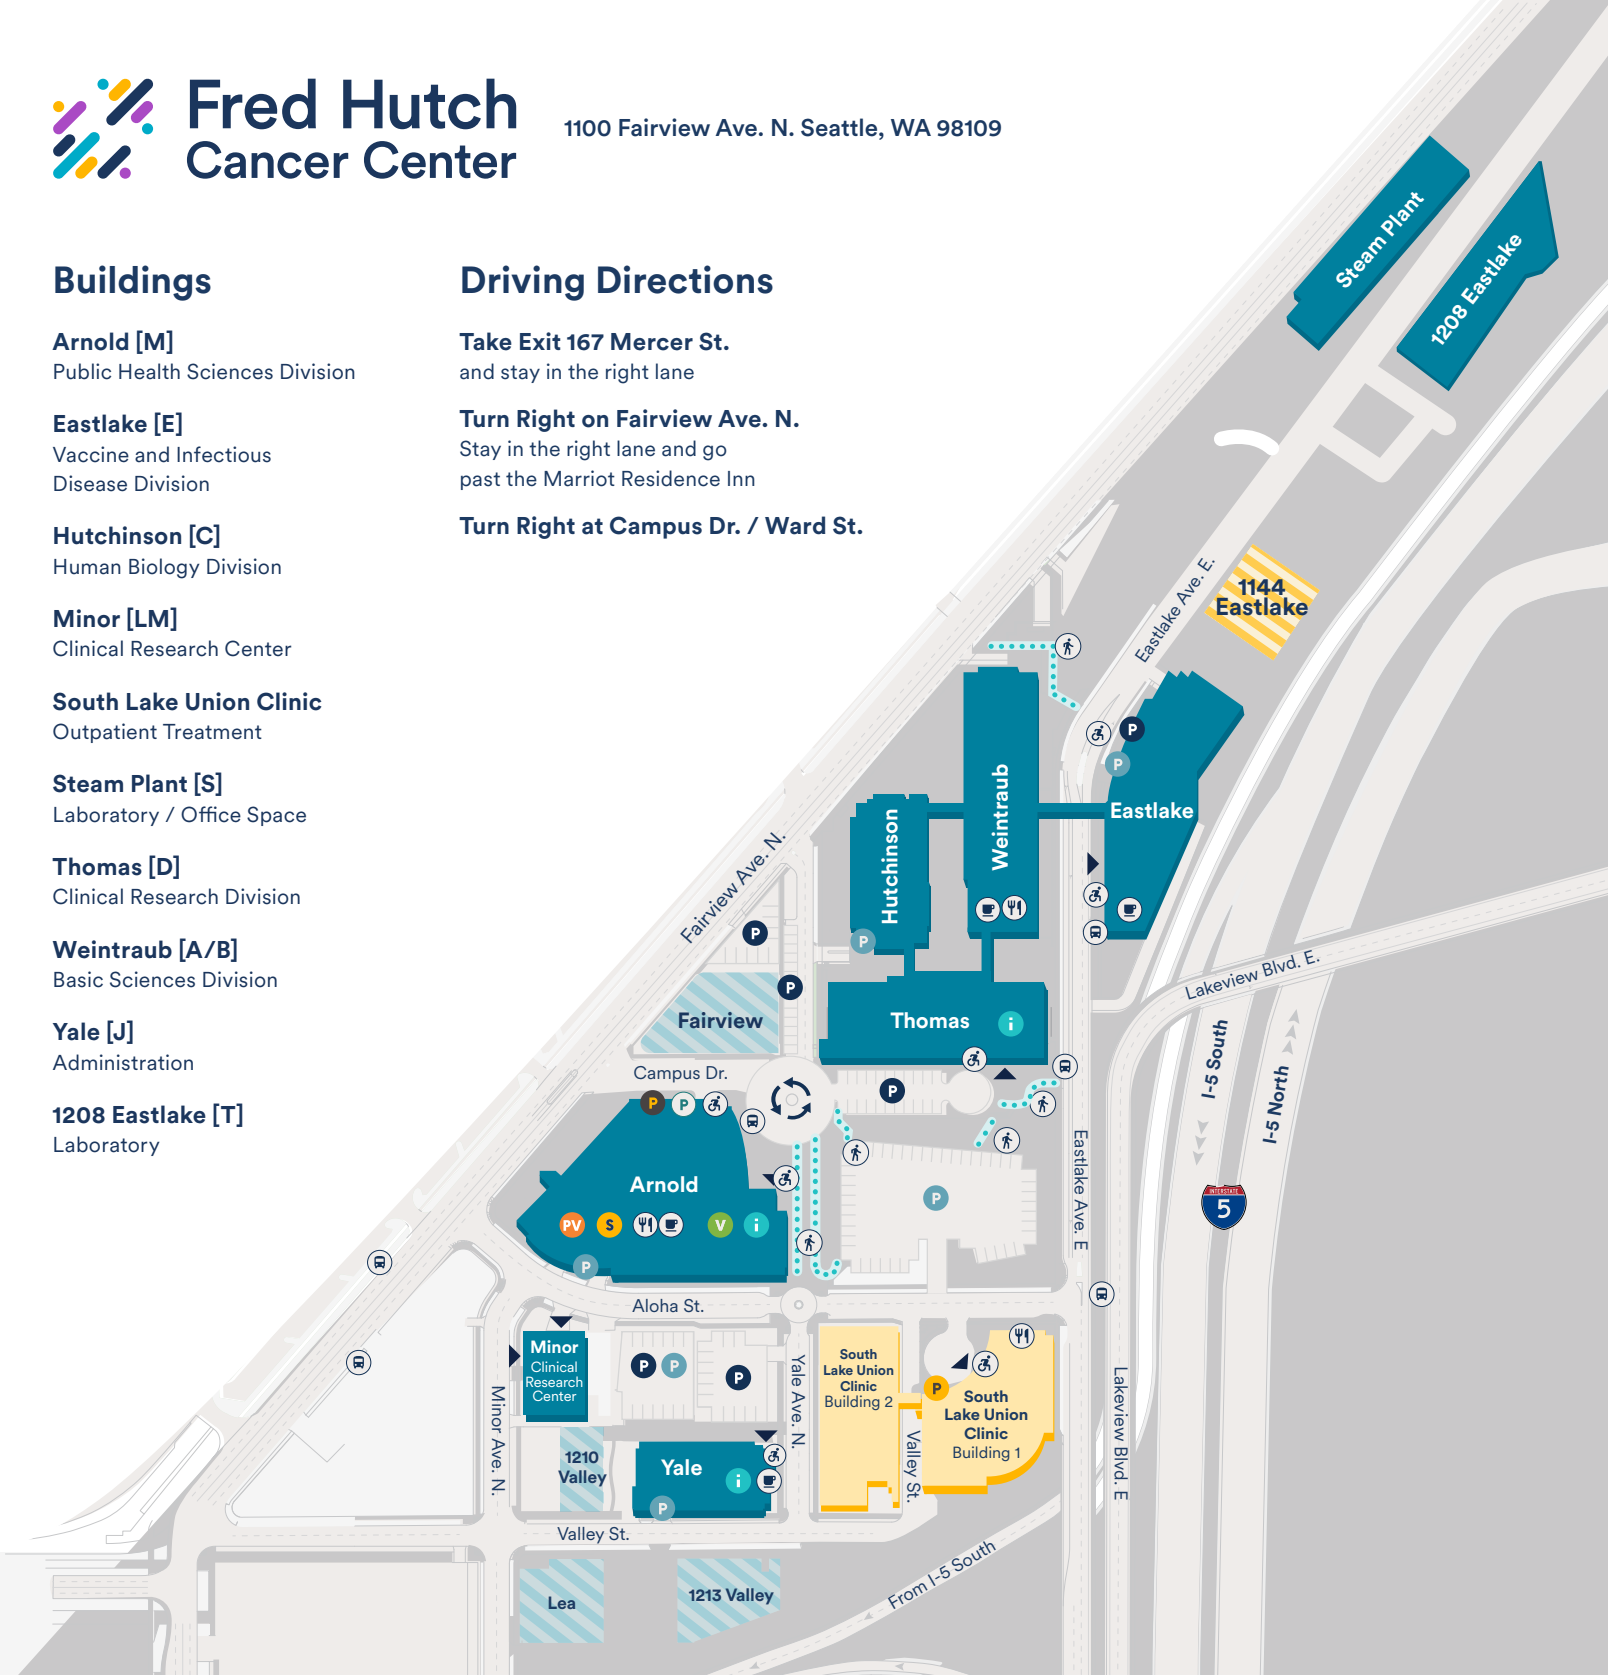 Fred Hutch
Cancer Center
1100 Fairview Ave. N. Seattle, WA 98109
Buildings
Arnold [M]
Public Health Sciences Division
Eastlake [E]
Vaccine and Infectious
Disease Division
Hutchinson [C]
Human Biology Division
Minor [LM]
Clinical Research Center
South Lake Union Clinic
Outpatient Treatment
Steam Plant [S]
Laboratory / Office Space
Thomas [D]
Clinical Research Division
Weintraub [A/B]
Basic Sciences Division
Yale [J]
Administration
1208 Eastlake [T]
Laboratory
Driving Directions
Take Exit 167 Mercer St.
and stay in the right lane
Turn Right on Fairview Ave. N.
Stay in the right lane and go
past the Marriot Residence Inn
Turn Right at Campus Dr. / Ward St.
Steam Plant
1208 Eastlake
1144
Eastlake
Eastlake Ave. E.
P
P
Eastlake
Weintraub
Hutchinson
Fairview Ave. N.
P
P
P
Fairview
Thomas
i
Lakeview Blvd. E.
I-5 South
I-5 North
Campus Dr.
P
P
P
Eastlake Ave. E
INTERSTATE
5
Arnold
PV
S
V
i
P
P
Aloha St.
Minor
Clinical
Research
Center
P
P
P
Minor Ave. N.
Yale Ave. N.
South
Lake Union
Clinic
Building 2
P
South
Lake Union
Clinic
Building 1
Valley St.
Lakeview Blvd. E
1210
Valley
Yale
i
P
Valley St.
From I-5 South
Lea
1213 Valley